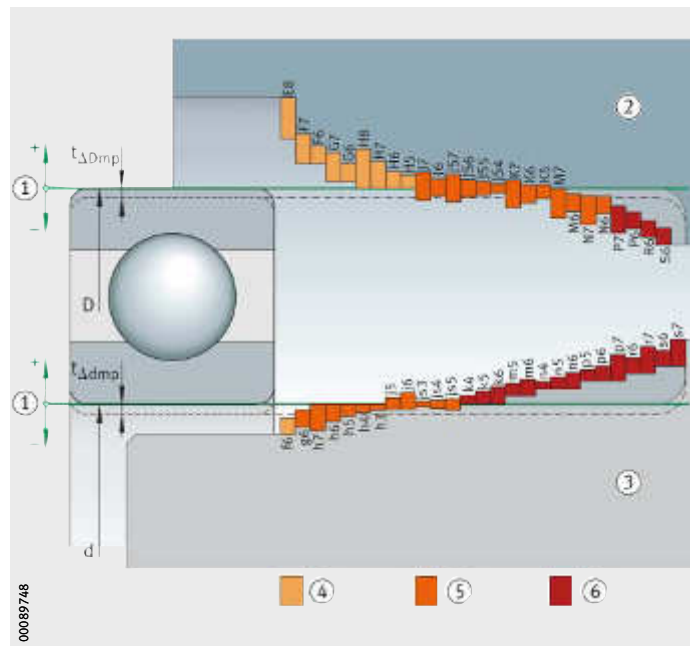 E8
F7
F6
G7
G6
H8
H7
H6
H5
J7
J6
JS7
JS6
JS5
JS4
K7
K6
K5
M7
M6
N7
N6
P7
P6
R6
S6
2
+
tΔDmp
1
–
D
+
tΔdmp
1
–
d
f6
g6
h7
h6
h5
h4
h3
j5
j6
js3
js4
js5
k4
k5
k6
m5
m6
n4
n5
n6
p5
p6
p7
r6
r7
s6
s7
3
4
5
6
00089748